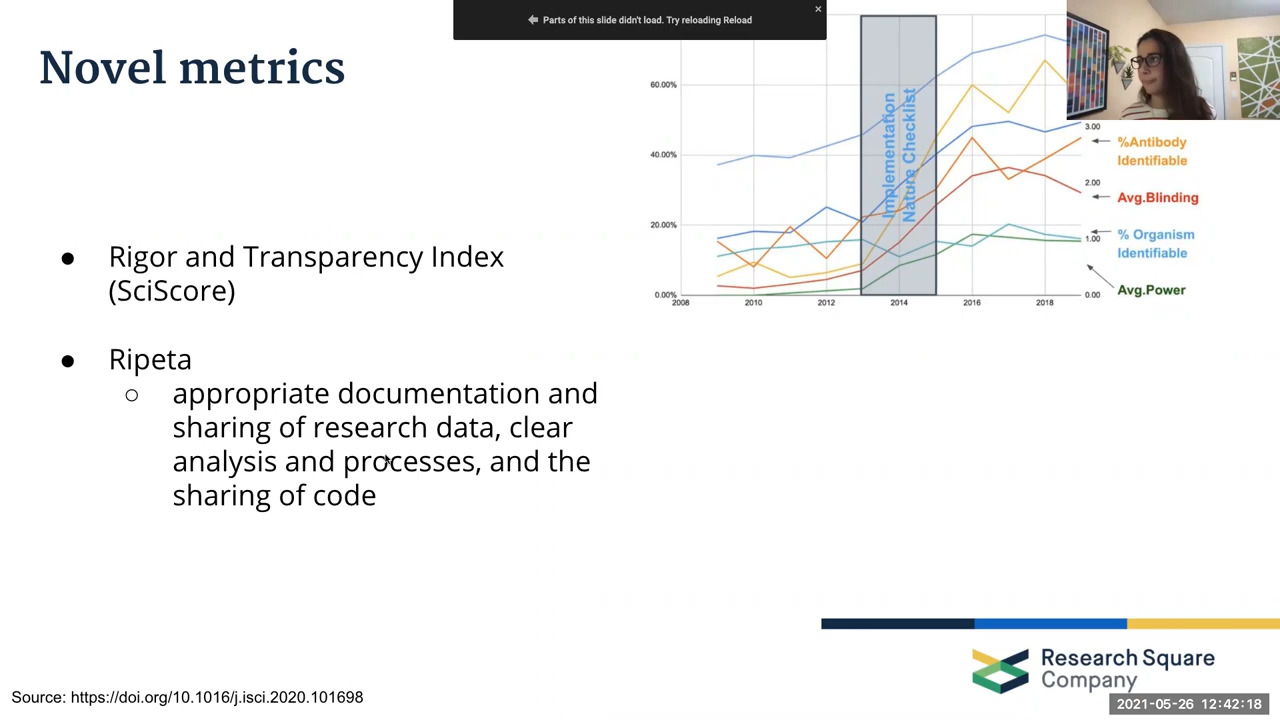 Parts of this slide didn't load. Try reloading Reload
Novel metrics
● Rigor and Transparency Index
(SciScore)
● Ripeta
○ appropriate documentation and
sharing of research data, clear
analysis and processes, and the
sharing of code
60.00%
40.00%
20.00%
0.00%
2008
2010
2012
2014
2016
2018
3.00
2.00
1.00
0.00
Implementation
Nature Checklist
%Antibody
Identifiable
Avg.Blinding
% Organism
Identifiable
Avg.Power
Research Square
Company
Source: https://doi.org/10.1016/j.isci.2020.101698
2021-05-26 12:42:18